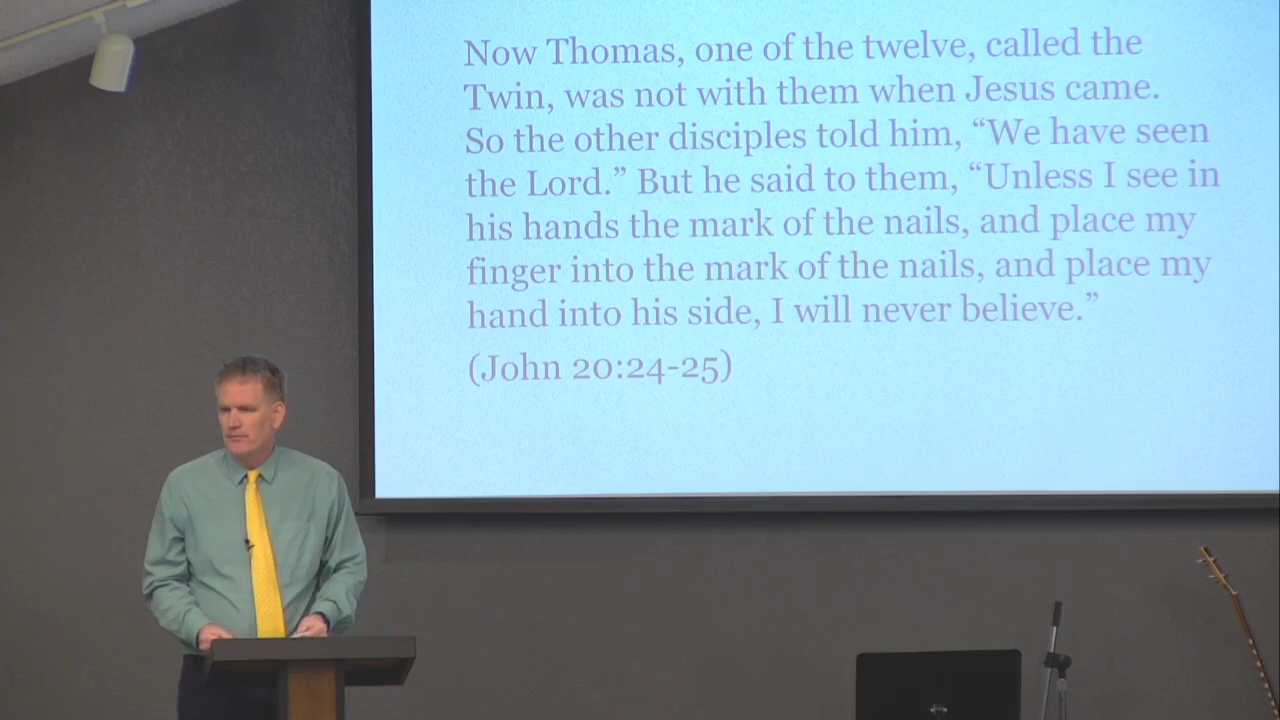 Now Thomas, one of the twelve, called the
Twin, was not with them when Jesus came.
So the other disciples told him, “We have seen
the Lord.” But he said to them, “Unless I see in
his hands the mark of the nails, and place my
finger into the mark of the nails, and place my
hand into his side, I will never believe.”
(John 20:24-25)